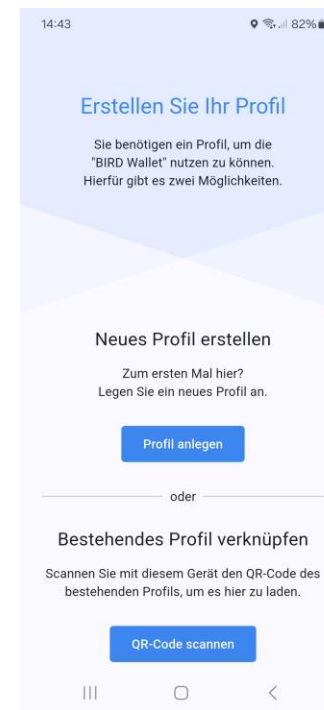 14:43
82%
Erstellen Sie Ihr Profil
Sie benötigen ein Profil, um die
"BIRD Wallet" nutzen zu können.
Hierfür gibt es zwei Möglichkeiten.
Neues Profil erstellen
Zum ersten Mal hier?
Legen Sie ein neues Profil an.
Profil anlegen
oder
Bestehendes Profil verknüpfen
Scannen Sie mit diesem Gerät den QR-Code des
bestehenden Profils, um es hier zu laden.
QR-Code scannen